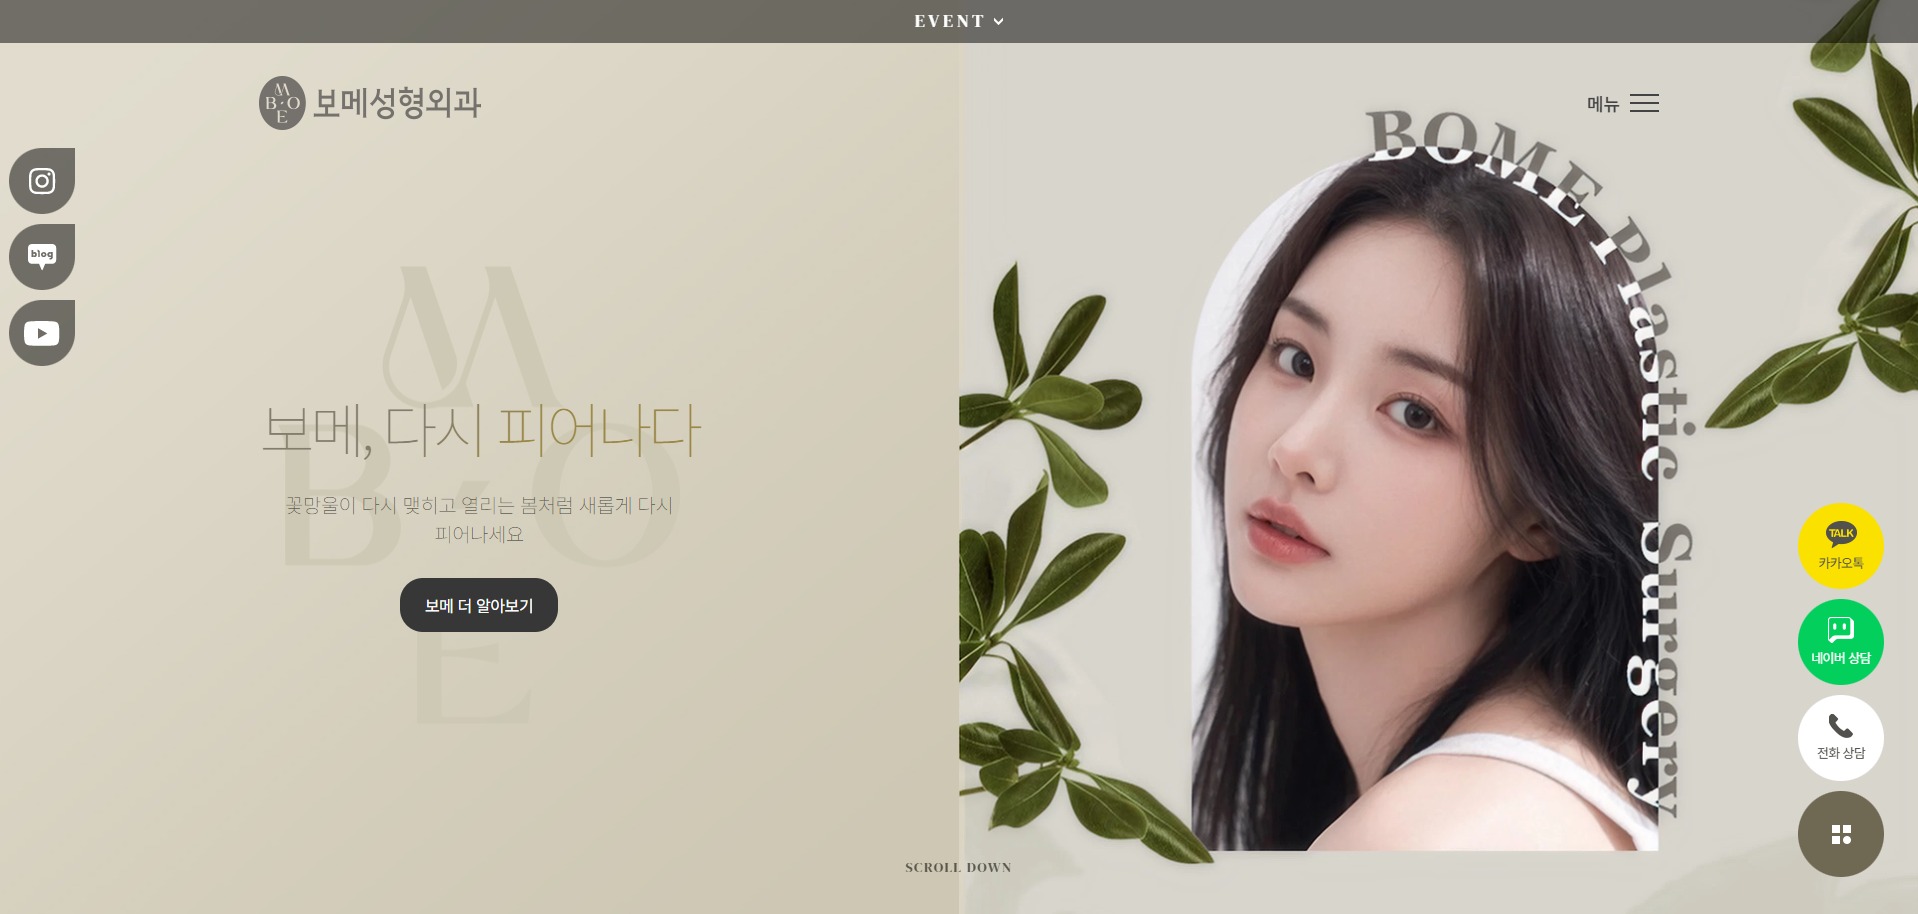 EVENT
M
B·O
E
보메성형외과
메뉴
BOME Plastic Surgery
blog
M
보메, 다시 피어나다
B·O
꽃망울이 다시 맺히고 열리는 봄처럼 새롭게 다시
피어나세요
보메 더 알아보기
E
TALK
카카오톡
네이버 상담
전화 상담
SCROLL DOWN